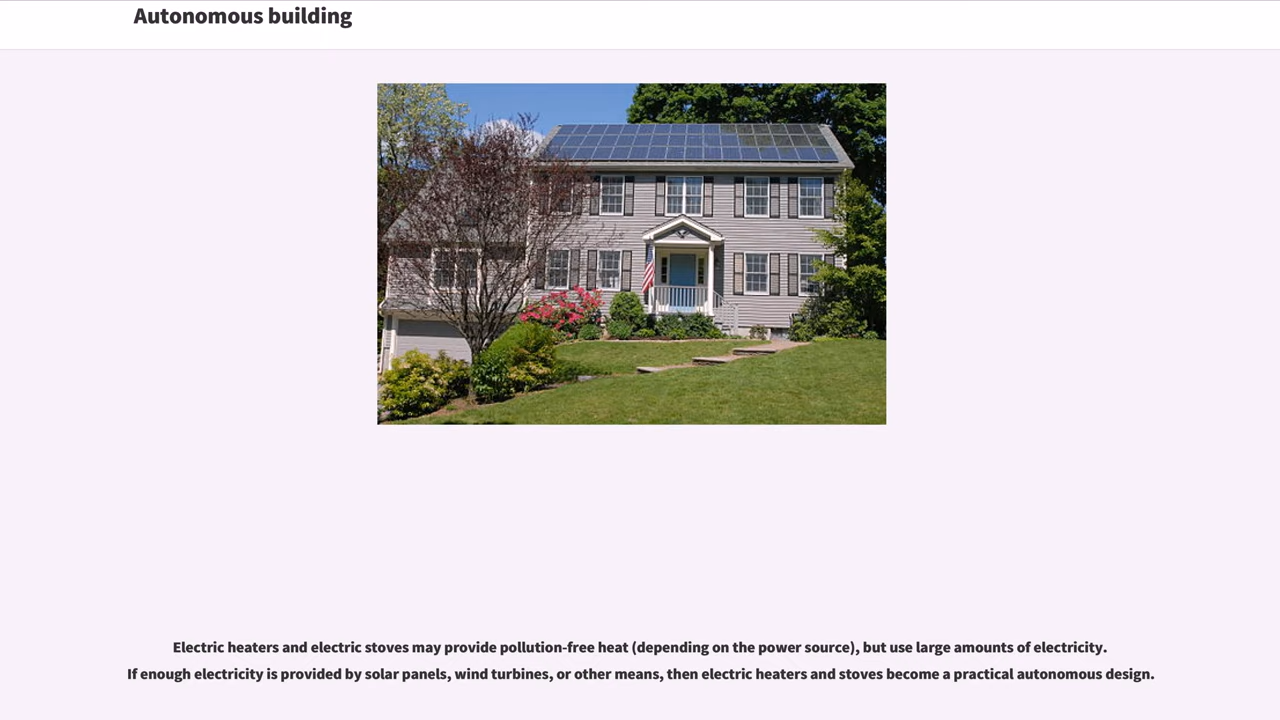 Autonomous building
Electric heaters and electric stoves may provide pollution-free heat (depending on the power source), but use large amounts of electricity.
If enough electricity is provided by solar panels, wind turbines, or other means, then electric heaters and stoves become a practical autonomous design.